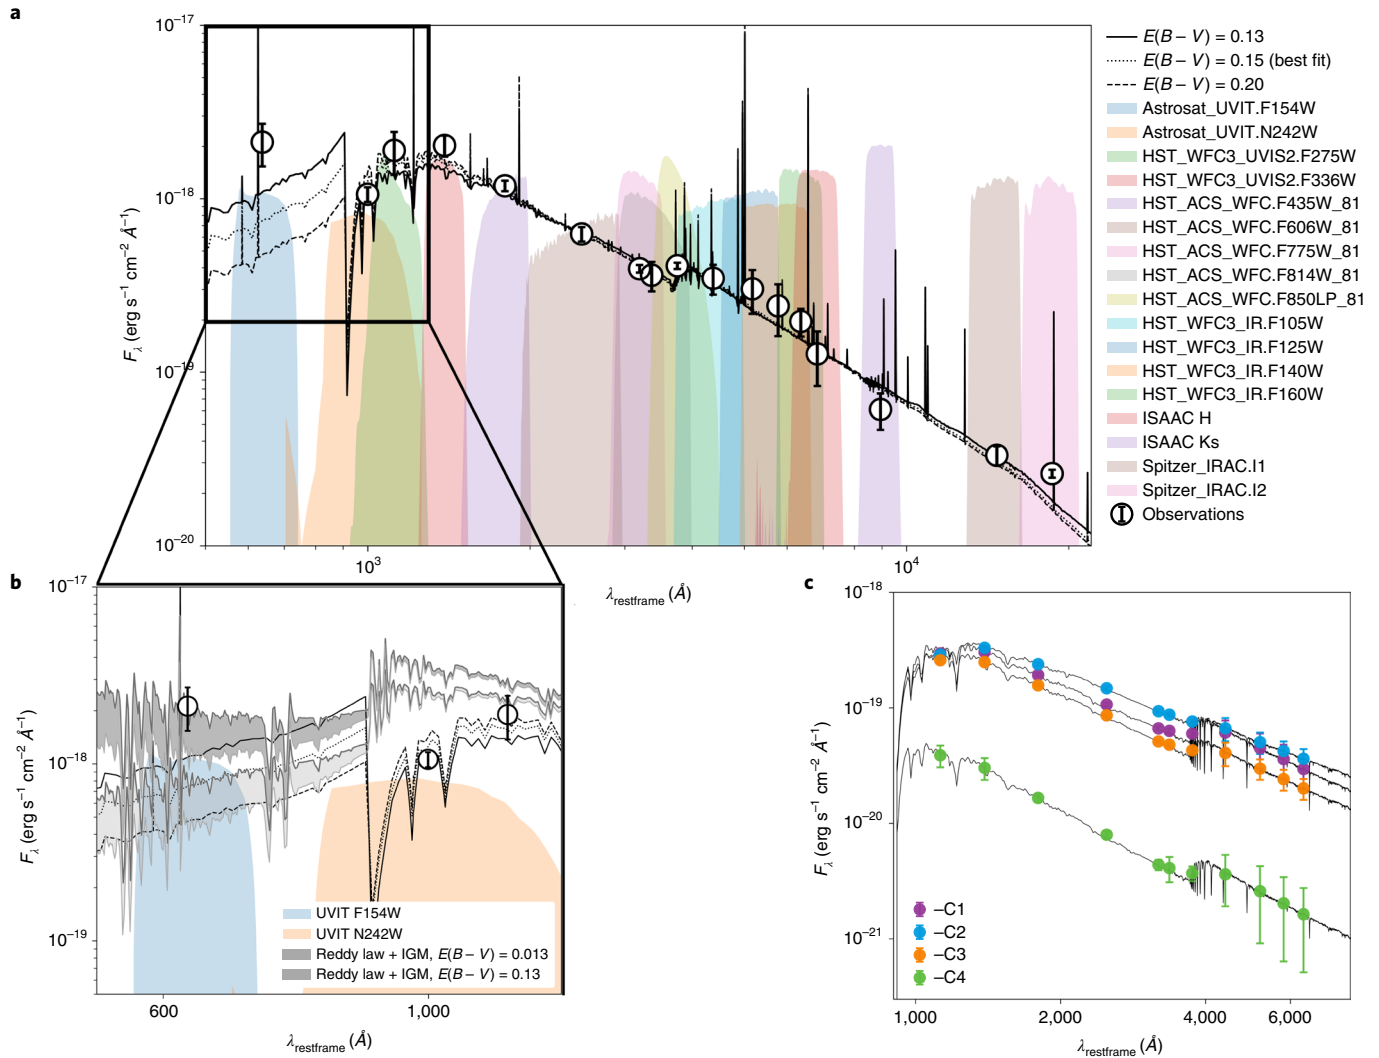 a
10⁻¹⁷
10⁻¹⁸
10⁻¹⁹
10⁻²⁰
F_λ (erg s⁻¹ cm⁻² Å⁻¹)
10³
10⁴
λ_restframe (Å)
E(B – V) = 0.13
E(B – V) = 0.15 (best fit)
E(B – V) = 0.20
Astrosat_UVIT.F154W
Astrosat_UVIT.N242W
HST_WFC3_UVIS2.F275W
HST_WFC3_UVIS2.F336W
HST_ACS_WFC.F435W_81
HST_ACS_WFC.F606W_81
HST_ACS_WFC.F775W_81
HST_ACS_WFC.F814W_81
HST_ACS_WFC.F850LP_81
HST_WFC3_IR.F105W
HST_WFC3_IR.F125W
HST_WFC3_IR.F140W
HST_WFC3_IR.F160W
ISAAC H
ISAAC Ks
Spitzer_IRAC.I1
Spitzer_IRAC.I2
Observations
b
10⁻¹⁷
10⁻¹⁸
10⁻¹⁹
F_λ (erg s⁻¹ cm⁻² Å⁻¹)
UVIT F154W
UVIT N242W
Reddy law + IGM, E(B – V) = 0.013
Reddy law + IGM, E(B – V) = 0.13
600
1,000
λ_restframe (Å)
c
10⁻¹⁸
10⁻¹⁹
10⁻²⁰
10⁻²¹
F_λ (erg s⁻¹ cm⁻² Å⁻¹)
–C1
–C2
–C3
–C4
1,000
2,000
4,000
6,000
λ_restframe (Å)